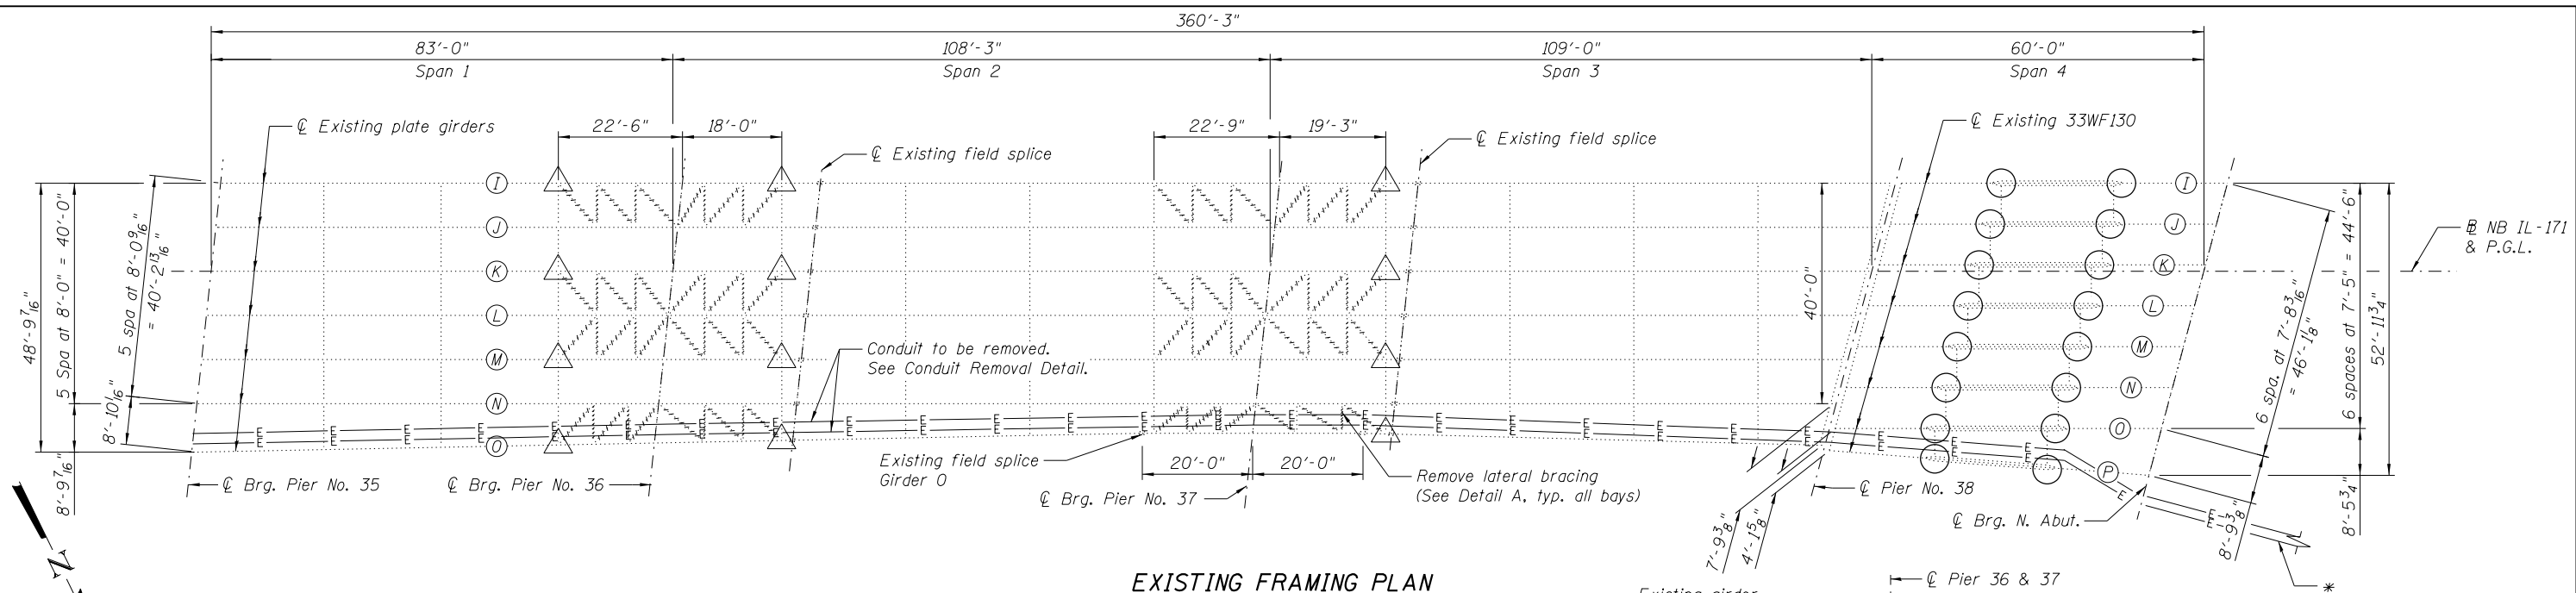 360'-3"
83'-0"
108'-3"
109'-0"
60'-0"
Span 1
Span 2
Span 3
Span 4
℄ Existing plate girders
22'-6"
18'-0"
℄ Existing field splice
22'-9"
19'-3"
℄ Existing field splice
℄ Existing 33WF130
I
J
K
L
M
N
O
I
J
K
L
M
N
O
P
48'-9 7/16"
5 Spa at 8'-0" = 40'-0"
8'-9 7/16"
5 spa at 8'-0 9/16"
= 40'-2 13/16"
8'-10 1/16"
Conduit to be removed.
See Conduit Removal Detail.
40'-0"
6 spa. at 7'-8 3/16"
= 46'-1 1/8"
6 spaces at 7'-5" = 44'-6"
52'-11 3/4"
8'-5 3/4"
8'-9 3/8"
NB IL-171
& P.G.L.
E E E E E E E E E E E E E E E E E E E E E E E E E E
E E E E E E E E E E E E E E E E E E E E E E E E E E
℄ Brg. Pier No. 35
℄ Brg. Pier No. 36
Existing field splice
Girder O
20'-0"
20'-0"
℄ Brg. Pier No. 37
Remove lateral bracing
(See Detail A, typ. all bays)
7'-9 3/8"
4'-1 5/8"
℄ Pier No. 38
℄ Brg. N. Abut.
N
EXISTING FRAMING PLAN
℄ Pier 36 & 37
*
Existing girder